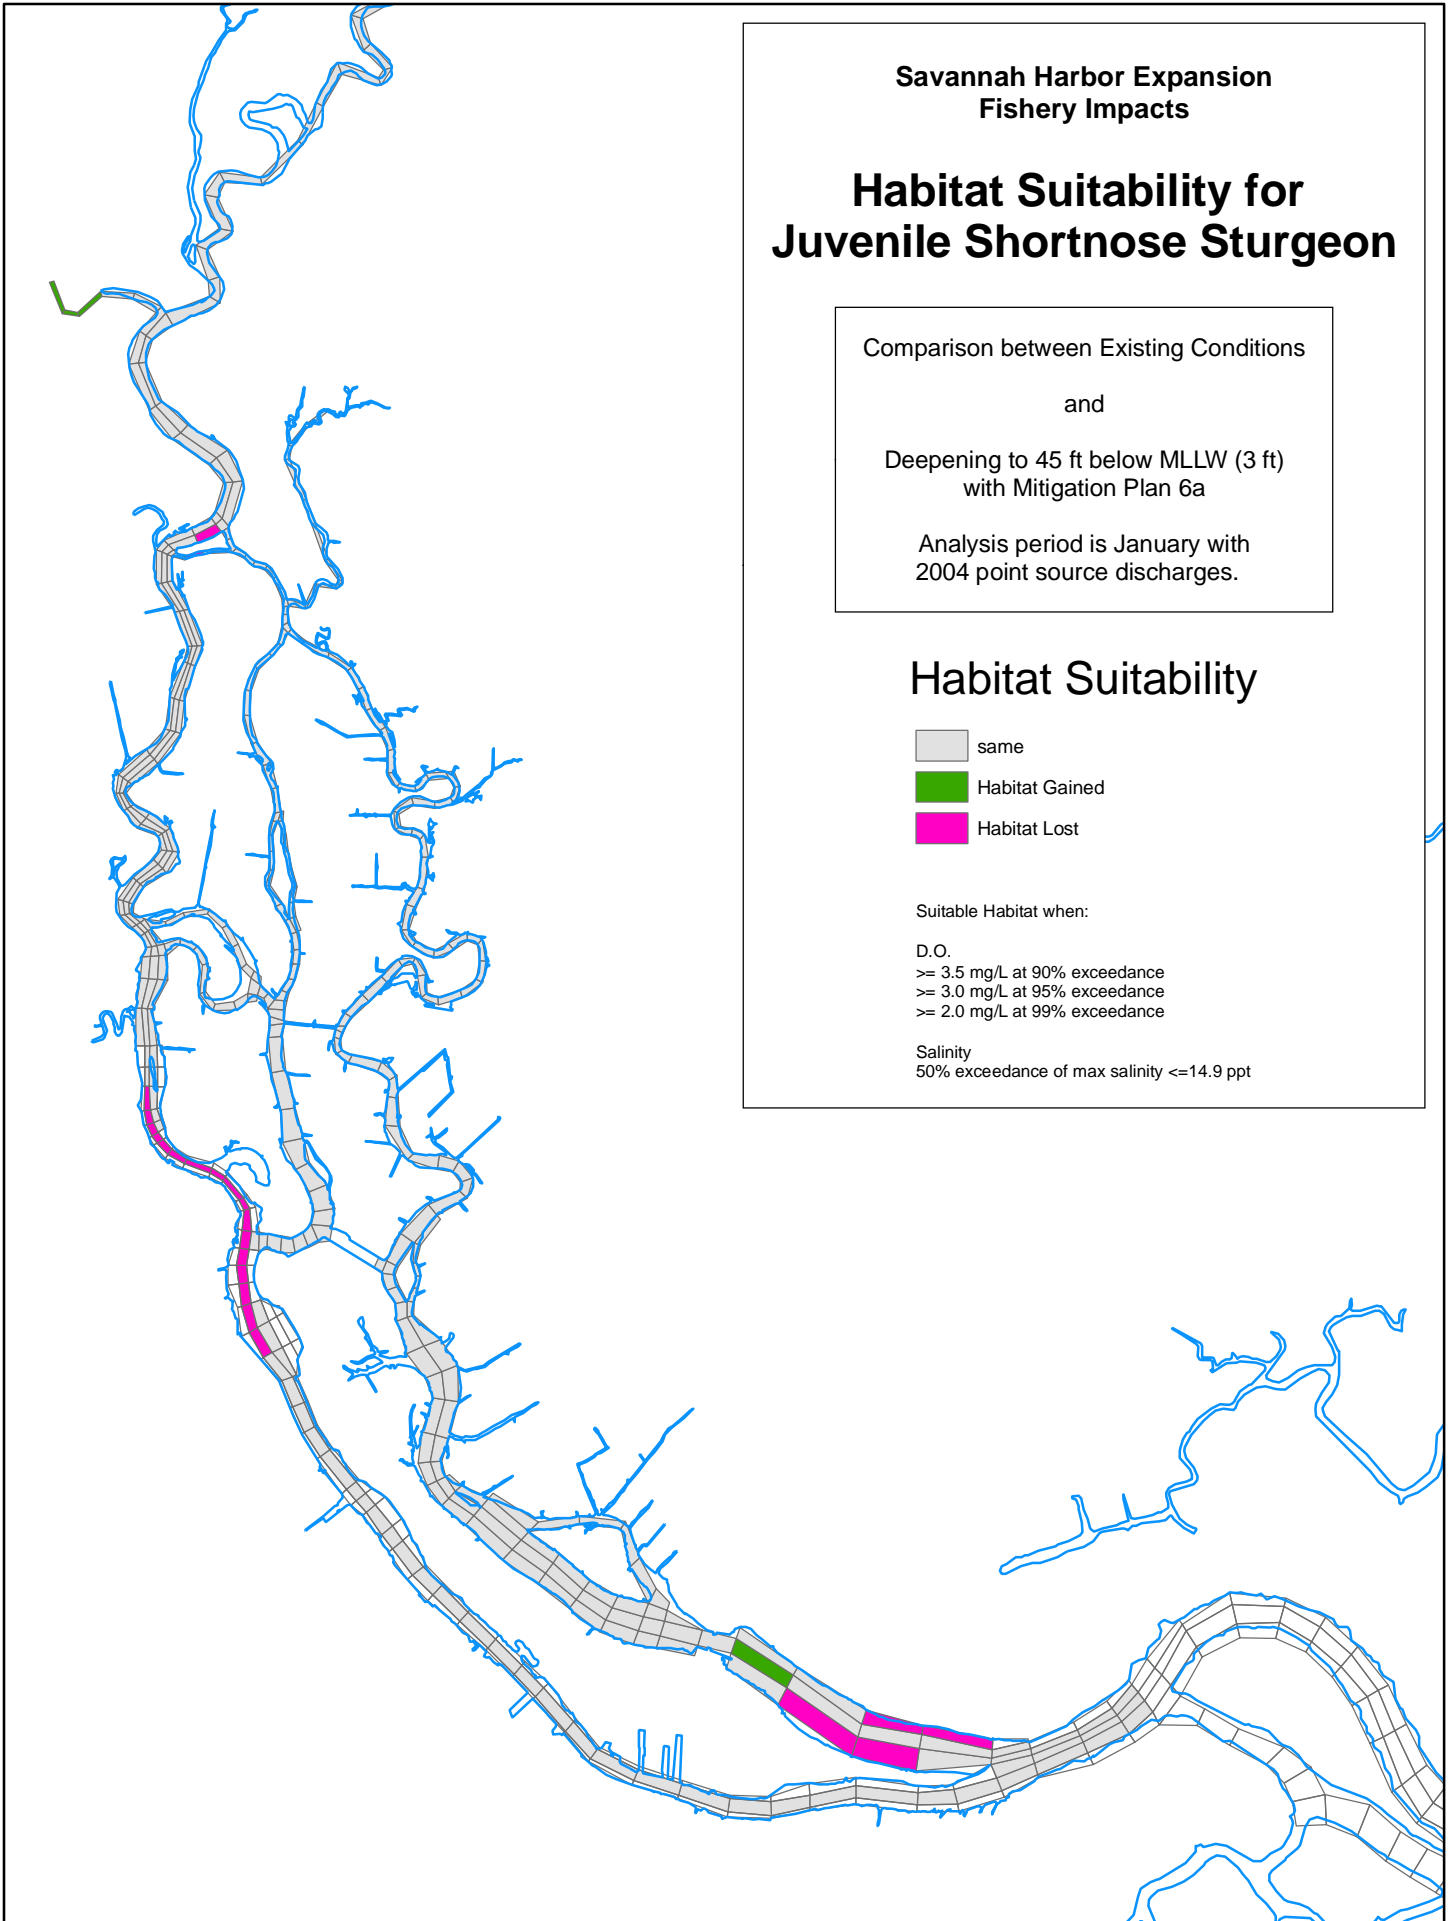 Savannah Harbor Expansion
Fishery Impacts
Habitat Suitability for
Juvenile Shortnose Sturgeon
Comparison between Existing Conditions
and
Deepening to 45 ft below MLLW (3 ft)
with Mitigation Plan 6a
Analysis period is January with
2004 point source discharges.
Habitat Suitability
same
Habitat Gained
Habitat Lost
Suitable Habitat when:
D.O.
>= 3.5 mg/L at 90% exceedance
>= 3.0 mg/L at 95% exceedance
>= 2.0 mg/L at 99% exceedance
Salinity
50% exceedance of max salinity <=14.9 ppt